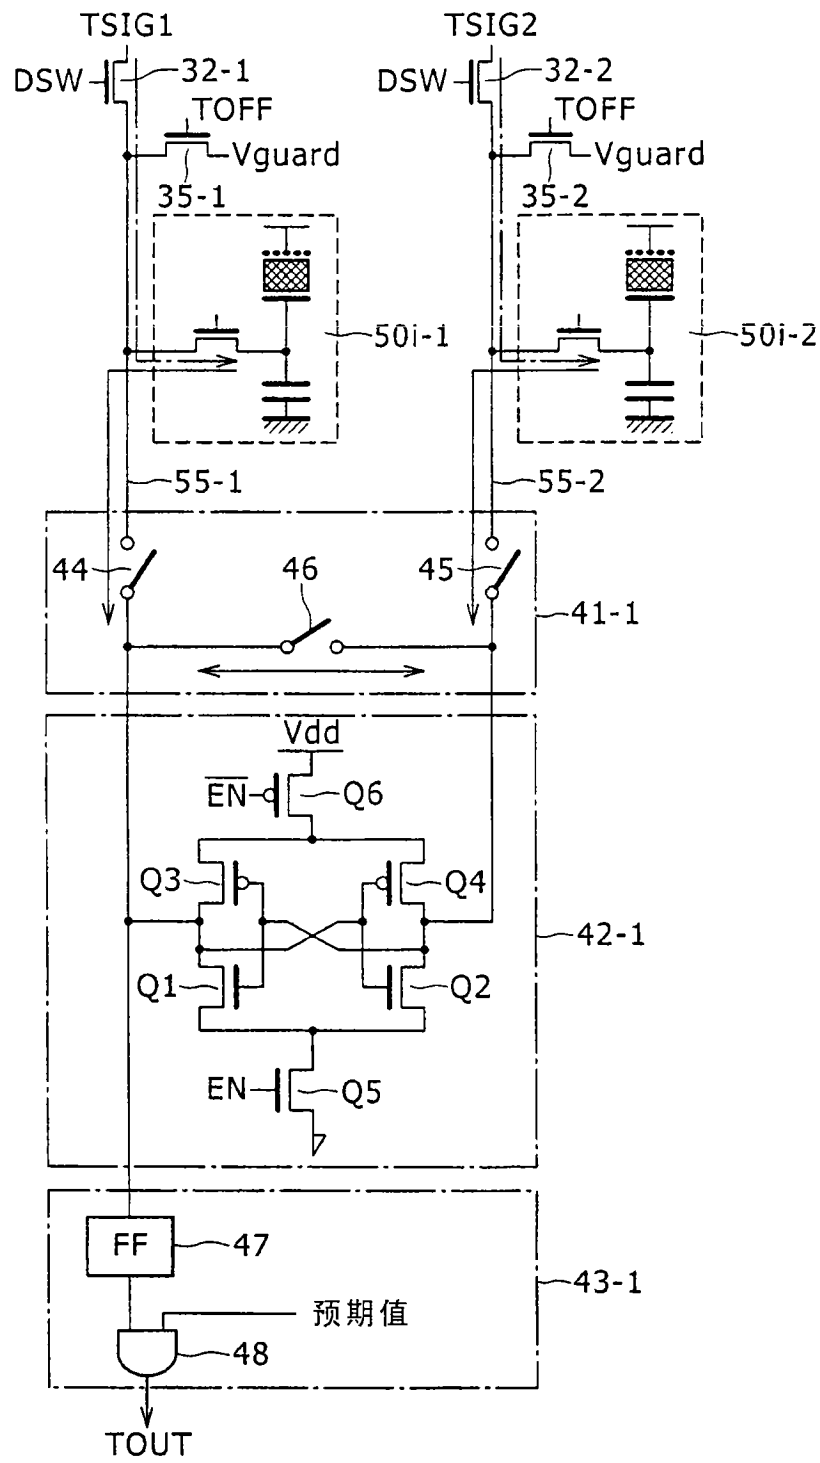 TSIG1
TSIG2
DSW
32-1
DSW
32-2
TOFF
TOFF
Vguard
Vguard
35-1
35-2
50i-1
50i-2
55-1
55-2
44
46
45
41-1
Vdd
EN
Q6
Q3
Q4
42-1
Q1
Q2
EN
Q5
FF
47
43-1
预期值
48
TOUT